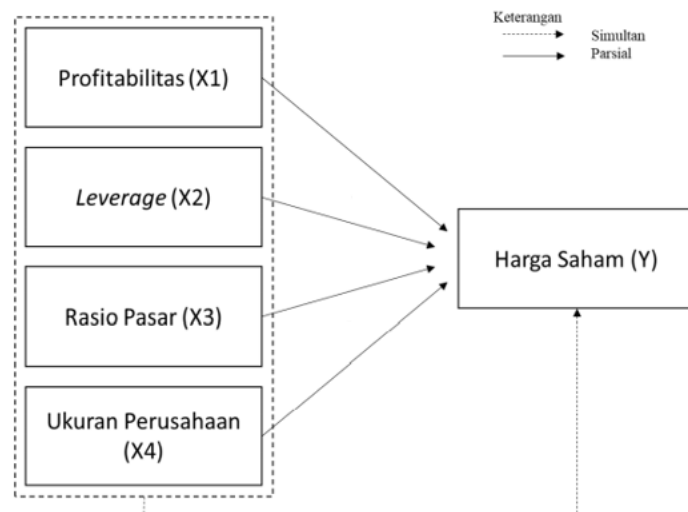 Keterangan
Simultan
Parsial
Profitabilitas (X1)
Leverage (X2)
Rasio Pasar (X3)
Ukuran Perusahaan
(X4)
Harga Saham (Y)